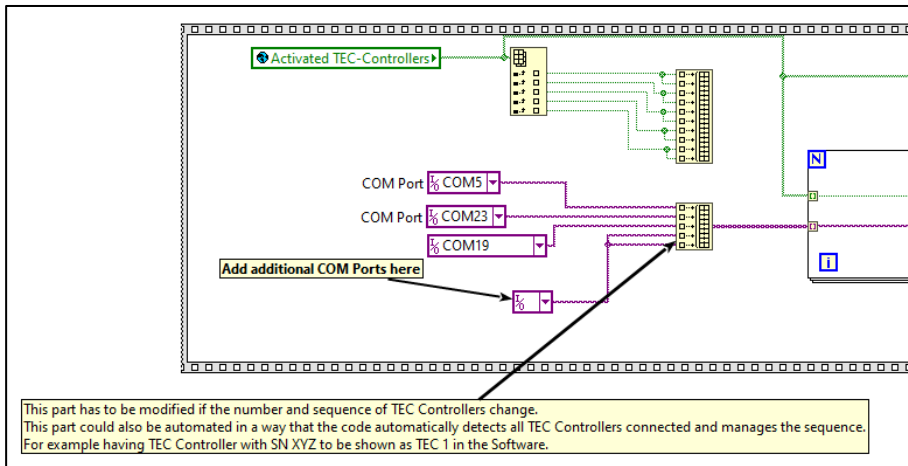 Activated TEC-Controllers
N
COM Port I/O COM5
COM Port I/O COM23
I/O COM19
Add additional COM Ports here
I/O
i
This part has to be modified if the number and sequence of TEC Controllers change.
This part could also be automated in a way that the code automatically detects all TEC Controllers connected and manages the sequence.
For example having TEC Controller with SN XYZ to be shown as TEC 1 in the Software.